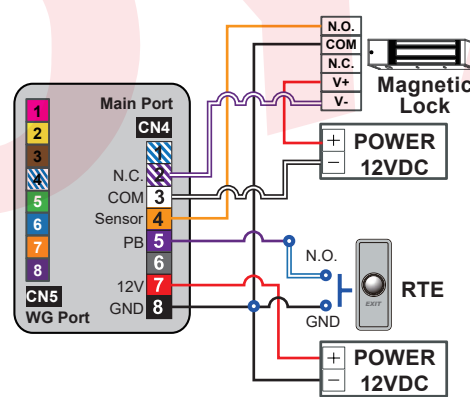 N.O.
COM
N.C.
V+
V-
Magnetic
Lock
+ POWER
- 12VDC
Main Port
CN4
1
N.C. 2
COM 3
Sensor 4
PB 5
6
12V 7
GND 8
1
2
3
4
5
6
7
8
CN5
WG Port
N.O.
GND
EXIT
RTE
+ POWER
- 12VDC